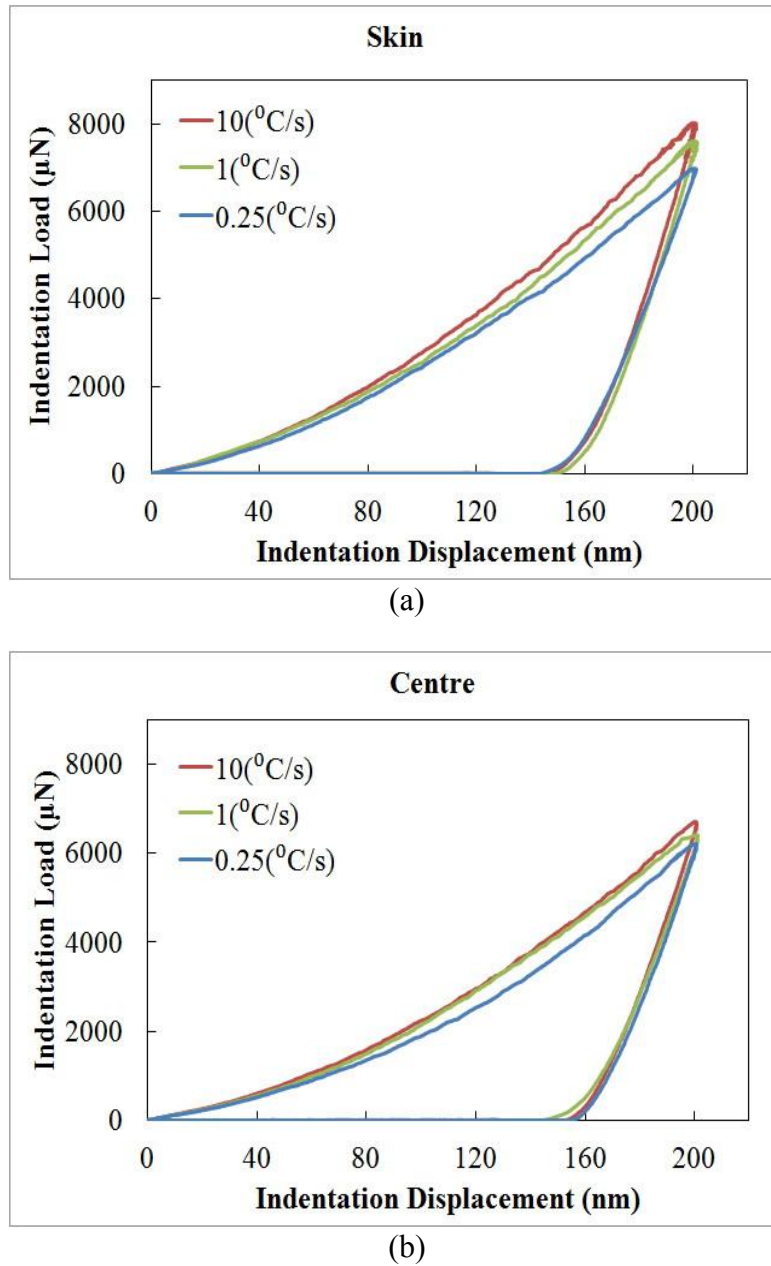 Skin
10(⁰C/s)
1(⁰C/s)
0.25(⁰C/s)
Indentation Load (µN)
8000
6000
4000
2000
0
0 40 80 120 160 200
Indentation Displacement (nm)
(a)
Centre
10(⁰C/s)
1(⁰C/s)
0.25(⁰C/s)
Indentation Load (µN)
8000
6000
4000
2000
0
0 40 80 120 160 200
Indentation Displacement (nm)
(b)